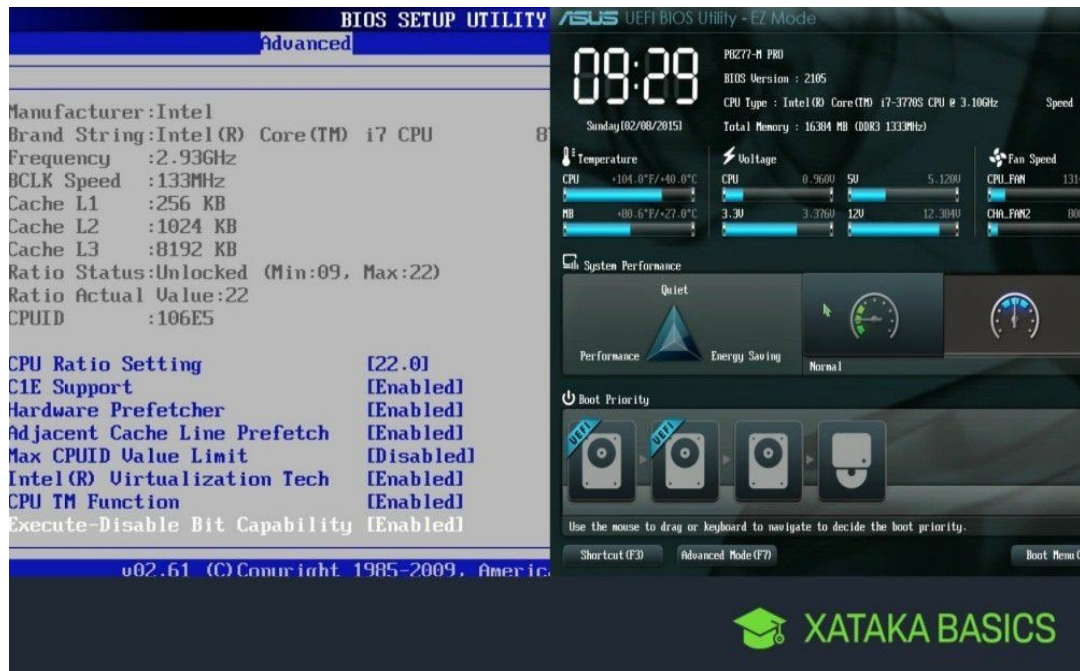 BIOS SETUP UTILITY
Advanced
Manufacturer:Intel
Brand String:Intel(R) Core(TM) i7 CPU
Frequency :2.93GHz
BCLK Speed :133MHz
Cache L1 :256 KB
Cache L2 :1024 KB
Cache L3 :8192 KB
Ratio Status:Unlocked (Min:09, Max:22)
Ratio Actual Value:22
CPUID :106E5
CPU Ratio Setting [22.0]
C1E Support [Enabled]
Hardware Prefetcher [Enabled]
Adjacent Cache Line Prefetch [Enabled]
Max CPUID Value Limit [Disabled]
Intel(R) Virtualization Tech [Enabled]
CPU TM Function [Enabled]
Execute-Disable Bit Capability [Enabled]
v02.61 (C)Copyright 1985-2009, Americ
ASUS UEFI BIOS Utility - EZ Mode
09:29
Sunday[02/08/2015]
P8Z77-M PRO
BIOS Version : 2105
CPU Type : Intel(R) Core(TM) i7-3770S CPU @ 3.10GHz Speed
Total Memory : 16384 MB (DDR3 1333MHz)
Temperature Voltage Fan Speed
CPU +104.0°F/+40.0°C CPU 0.960V 5V 5.120V CPU_FAN 131
MB +80.6°F/+27.0°C 3.3V 3.376V 12V 12.304V CHA_FAN2
System Performance
Quiet
Performance Energy Saving
Normal
Boot Priority
UEFI UEFI
Use the mouse to drag or keyboard to navigate to decide the boot priority.
Shortcut(F3) Advanced Mode(F7) Boot Menu
XATAKA BASICS